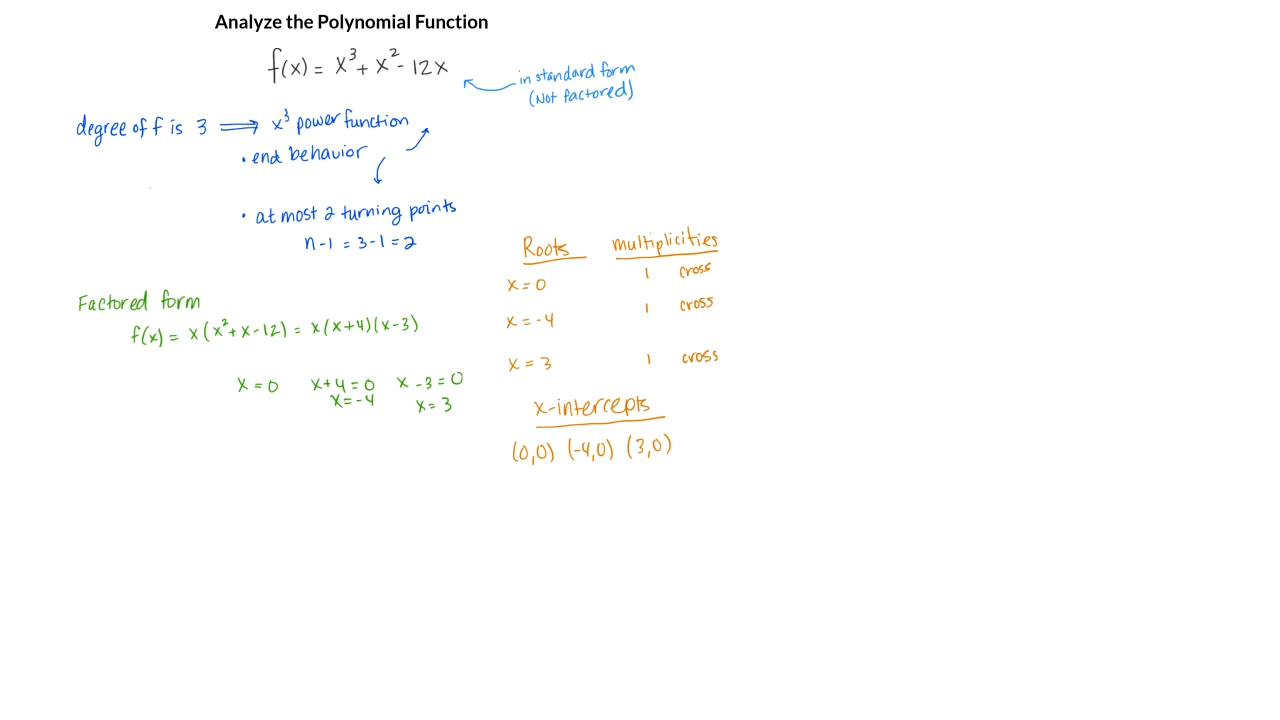 Analyze the Polynomial Function
f(x) = x³ + x² - 12x
in standard form
(Not factored)
degree of f is 3 ⟹ x³ power function
• end behavior
• at most 2 turning points
n - 1 = 3 - 1 = 2
Factored form
f(x) = x(x² + x - 12) = x(x+4)(x-3)
x = 0 x+4 = 0 x - 3 = 0
x = -4 x = 3
Roots multiplicities
x = 0 1 cross
x = -4 1 cross
x = 3 1 cross
x-intercepts
(0,0) (-4,0) (3,0)